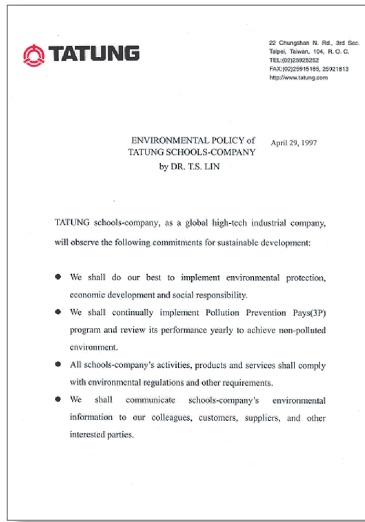 TATUNG
22 Chungshan N. Rd., 3rd Sec.
Taipei, Taiwan, 104, R. O. C.
TEL:(02)25925252
FAX:(02)25915185, 25921813
http://www.tatung.com
ENVIRONMENTAL POLICY of
TATUNG SCHOOLS-COMPANY
by DR. T.S. LIN
April 29, 1997
TATUNG schools-company, as a global high-tech industrial company,
will observe the following commitments for sustainable development:
● We shall do our best to implement environmental protection,
economic development and social responsibility.
● We shall continually implement Pollution Prevention Pays(3P)
program and review its performance yearly to achieve non-polluted
environment.
● All schools-company's activities, products and services shall comply
with environmental regulations and other requirements.
● We shall communicate schools-company's environmental
information to our colleagues, customers, suppliers, and other
interested parties.